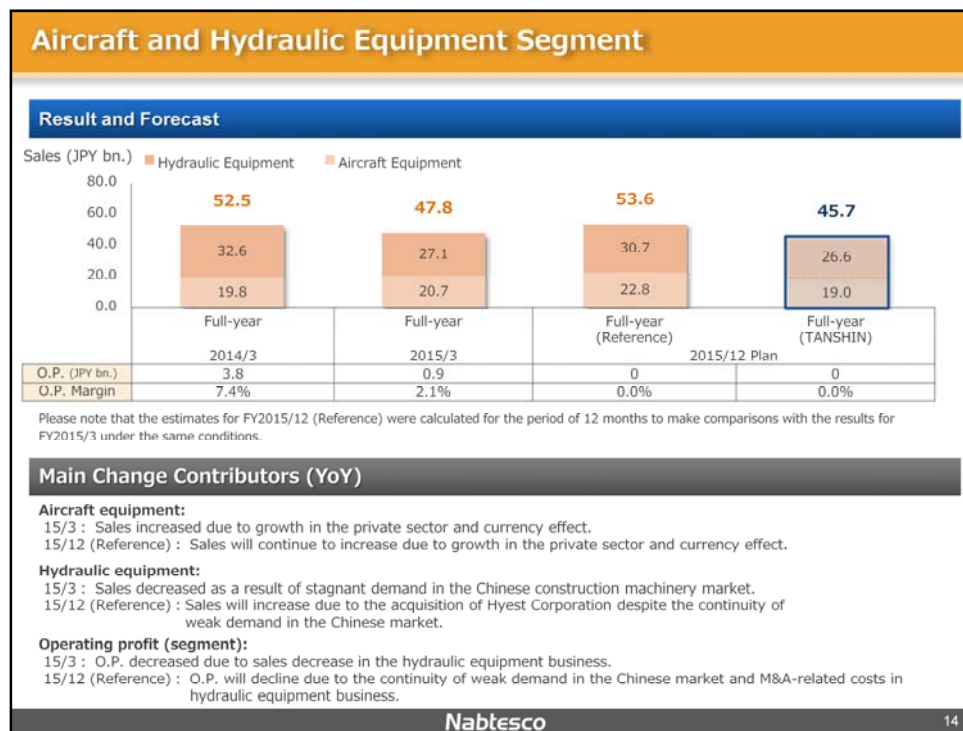 Aircraft and Hydraulic Equipment Segment
Result and Forecast
Sales (JPY bn.)
Hydraulic Equipment Aircraft Equipment
80.0
60.0
40.0
20.0
0.0
52.5 47.8 53.6 45.7
32.6 27.1 30.7 26.6
19.8 20.7 22.8 19.0
Full-year Full-year Full-year Full-year
(Reference) (TANSHIN)
2014/3 2015/3 2015/12 Plan
O.P. (JPY bn.) 3.8 0.9 0 0
O.P. Margin 7.4% 2.1% 0.0% 0.0%
Please note that the estimates for FY2015/12 (Reference) were calculated for the period of 12 months to make comparisons with the results for
FY2015/3 under the same conditions.
Main Change Contributors (YoY)
Aircraft equipment:
15/3 : Sales increased due to growth in the private sector and currency effect.
15/12 (Reference) : Sales will continue to increase due to growth in the private sector and currency effect.
Hydraulic equipment:
15/3 : Sales decreased as a result of stagnant demand in the Chinese construction machinery market.
15/12 (Reference) : Sales will increase due to the acquisition of Hyest Corporation despite the continuity of
weak demand in the Chinese market.
Operating profit (segment):
15/3 : O.P. decreased due to sales decrease in the hydraulic equipment business.
15/12 (Reference) : O.P. will decline due to the continuity of weak demand in the Chinese market and M&A-related costs in
hydraulic equipment business.
Nabtesco
14